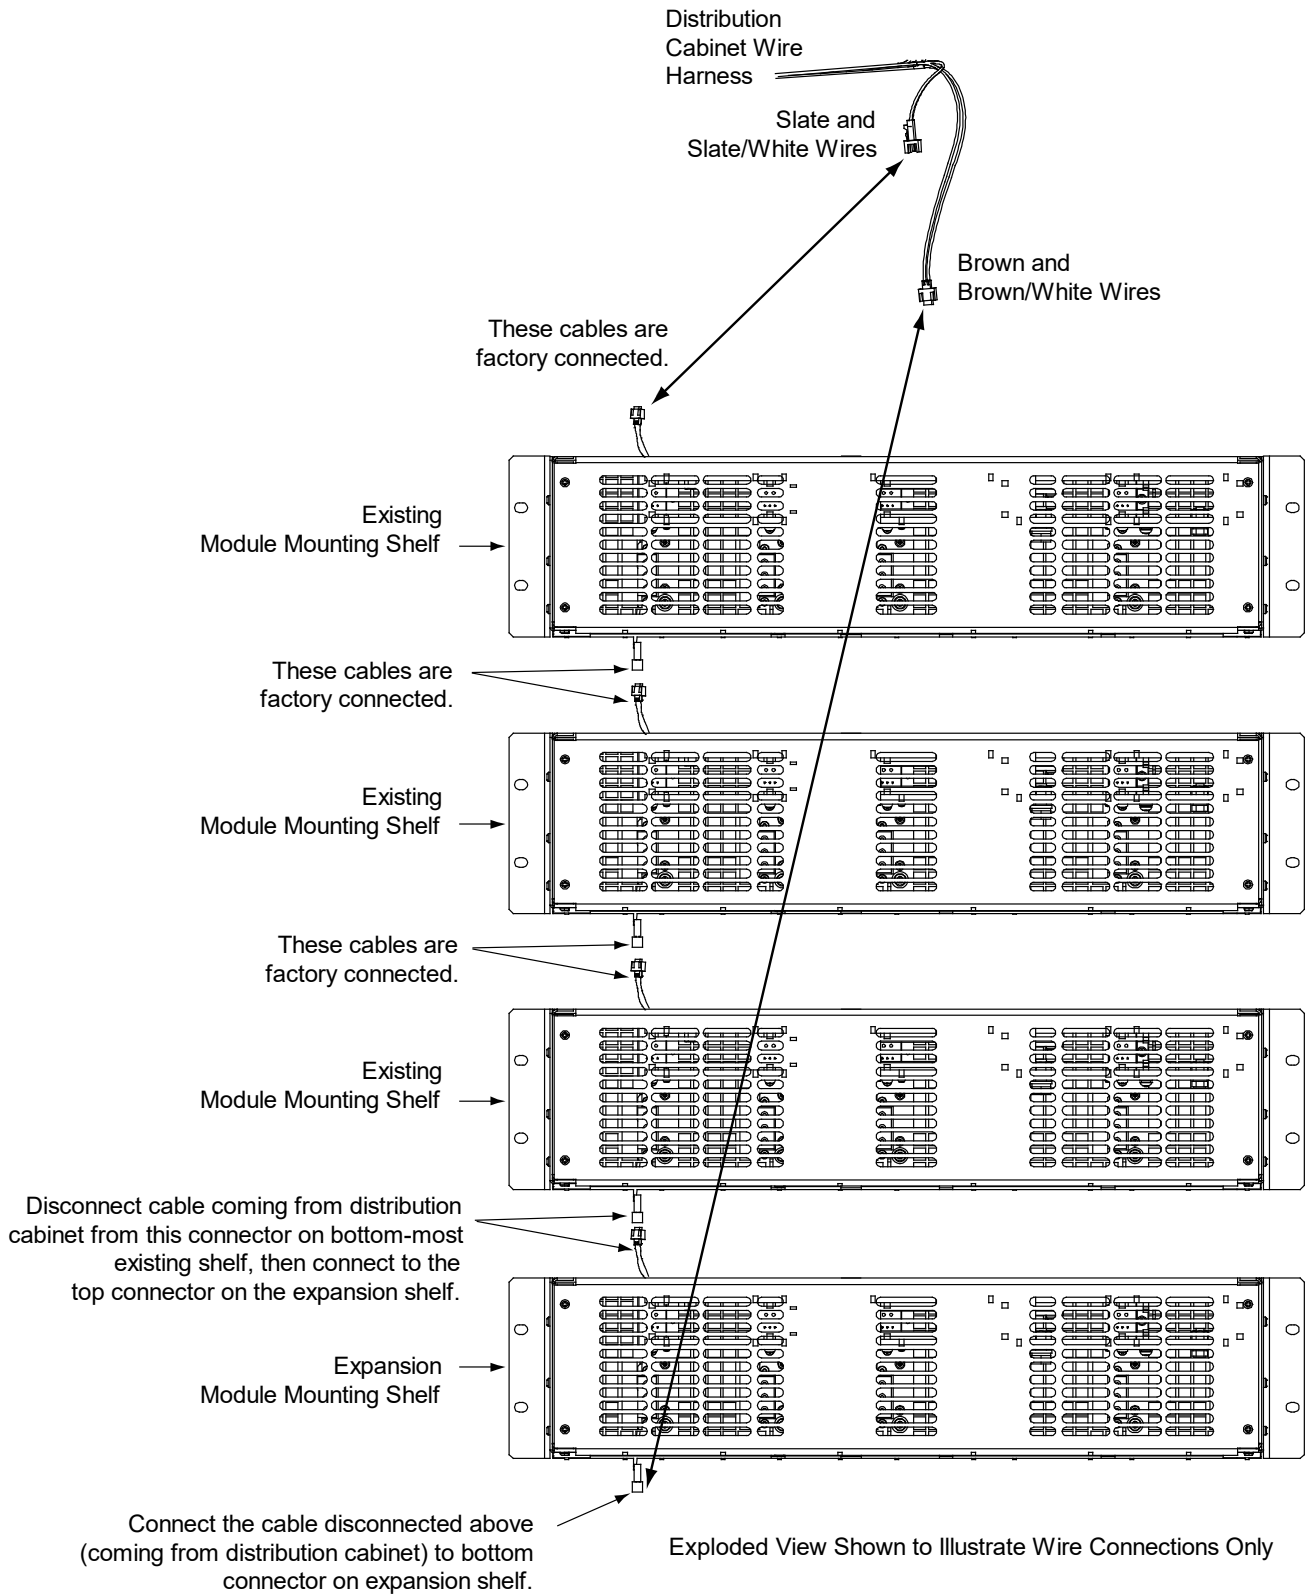 Distribution
Cabinet Wire
Harness
Slate and
Slate/White Wires
Brown and
Brown/White Wires
These cables are
factory connected.
Existing
Module Mounting Shelf
These cables are
factory connected.
Existing
Module Mounting Shelf
These cables are
factory connected.
Existing
Module Mounting Shelf
Disconnect cable coming from distribution
cabinet from this connector on bottom-most
existing shelf, then connect to the
top connector on the expansion shelf.
Expansion
Module Mounting Shelf
Connect the cable disconnected above
(coming from distribution cabinet) to bottom
connector on expansion shelf.
Exploded View Shown to Illustrate Wire Connections Only